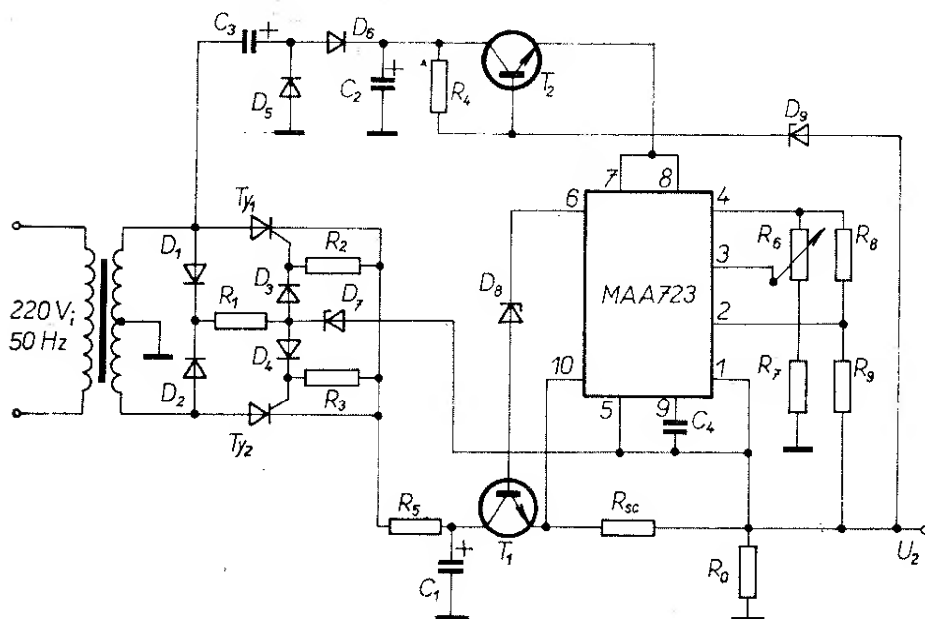 C3
D6
D5
C2
R4
T2
D9
7
8
6
4
Ty1
R2
R6
R8
D1
D3
3
D8
MAA723
R1
D7
220 Vi
50 Hz
2
D4
10
1
R7
R9
D2
R3
5
9
C4
Ty2
R5
Rsc
T1
U2
C1
R0